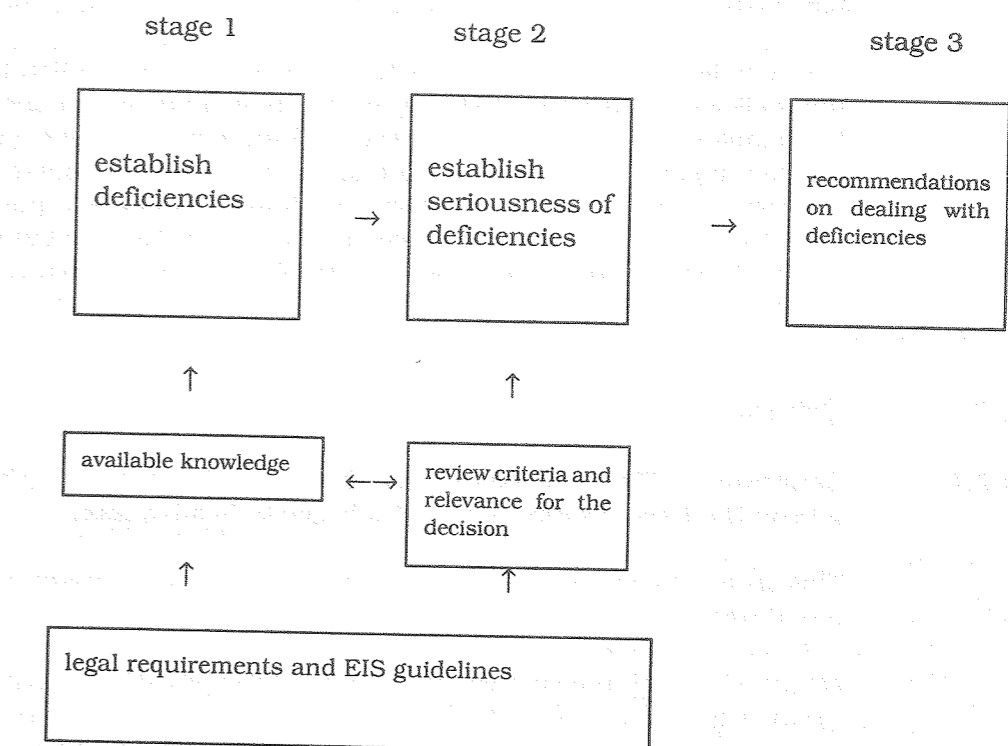 stage 1
stage 2
stage 3
establish
deficiencies
establish
seriousness of
deficiencies
recommendations
on dealing with
deficiencies
available knowledge
review criteria and
relevance for the
decision
legal requirements and EIS guidelines